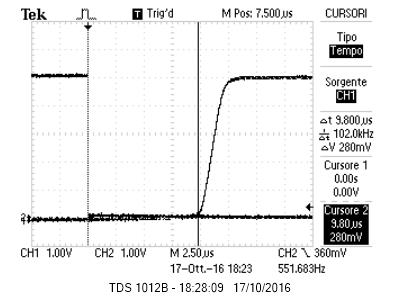 Tek T Trig'd M Pos: 7.500µs CURSORI
Tipo
Tempo
Sorgente
CH1
Δt 9.800µs
1/Δt 102.0kHz
ΔV 280mV
Cursore 1
0.00s
0.00V
Cursore 2
9.80µs
280mV
2
CH1 1.00V CH2 1.00V M 2.50µs CH2 \ 360mV
17-Ott.-16 18:23 551.683Hz
TDS 1012B - 18:28:09 17/10/2016